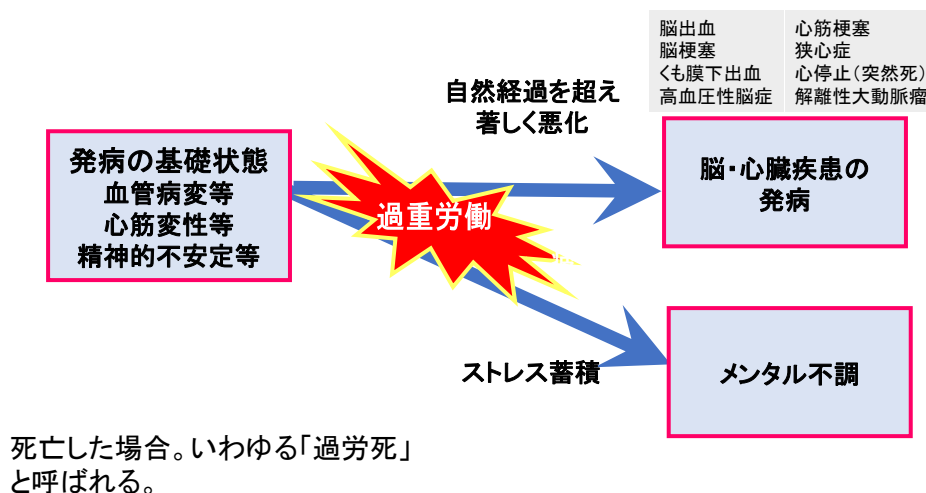 脳出血
脳梗塞
くも膜下出血
高血圧性脳症
心筋梗塞
狭心症
心停止(突然死)
解離性大動脈瘤
自然経過を超え
著しく悪化
発病の基礎状態
血管病変等
心筋変性等
精神的不安定等
過重労働
脳・心臓疾患の
発病
ストレス蓄積
メンタル不調
死亡した場合。いわゆる「過労死」
と呼ばれる。